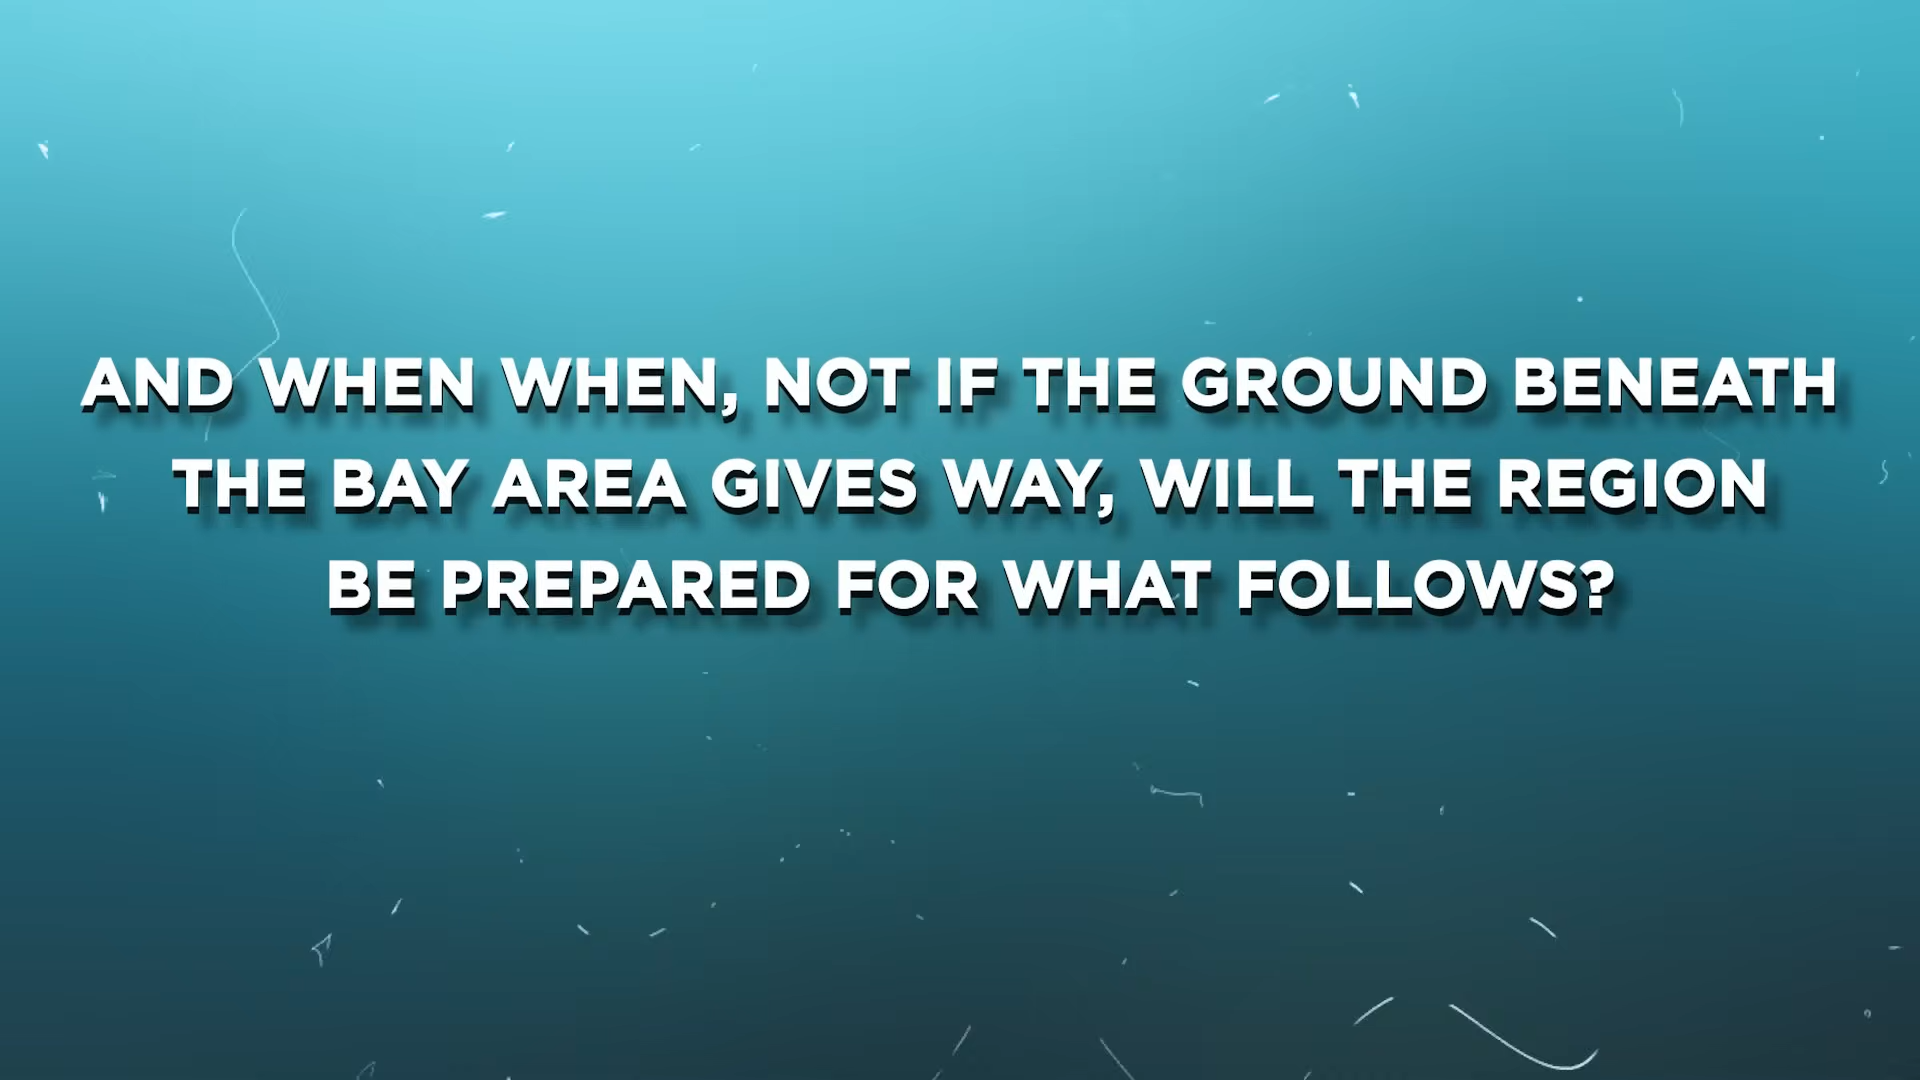 AND WHEN WHEN, NOT IF THE GROUND BENEATH
THE BAY AREA GIVES WAY, WILL THE REGION
BE PREPARED FOR WHAT FOLLOWS?